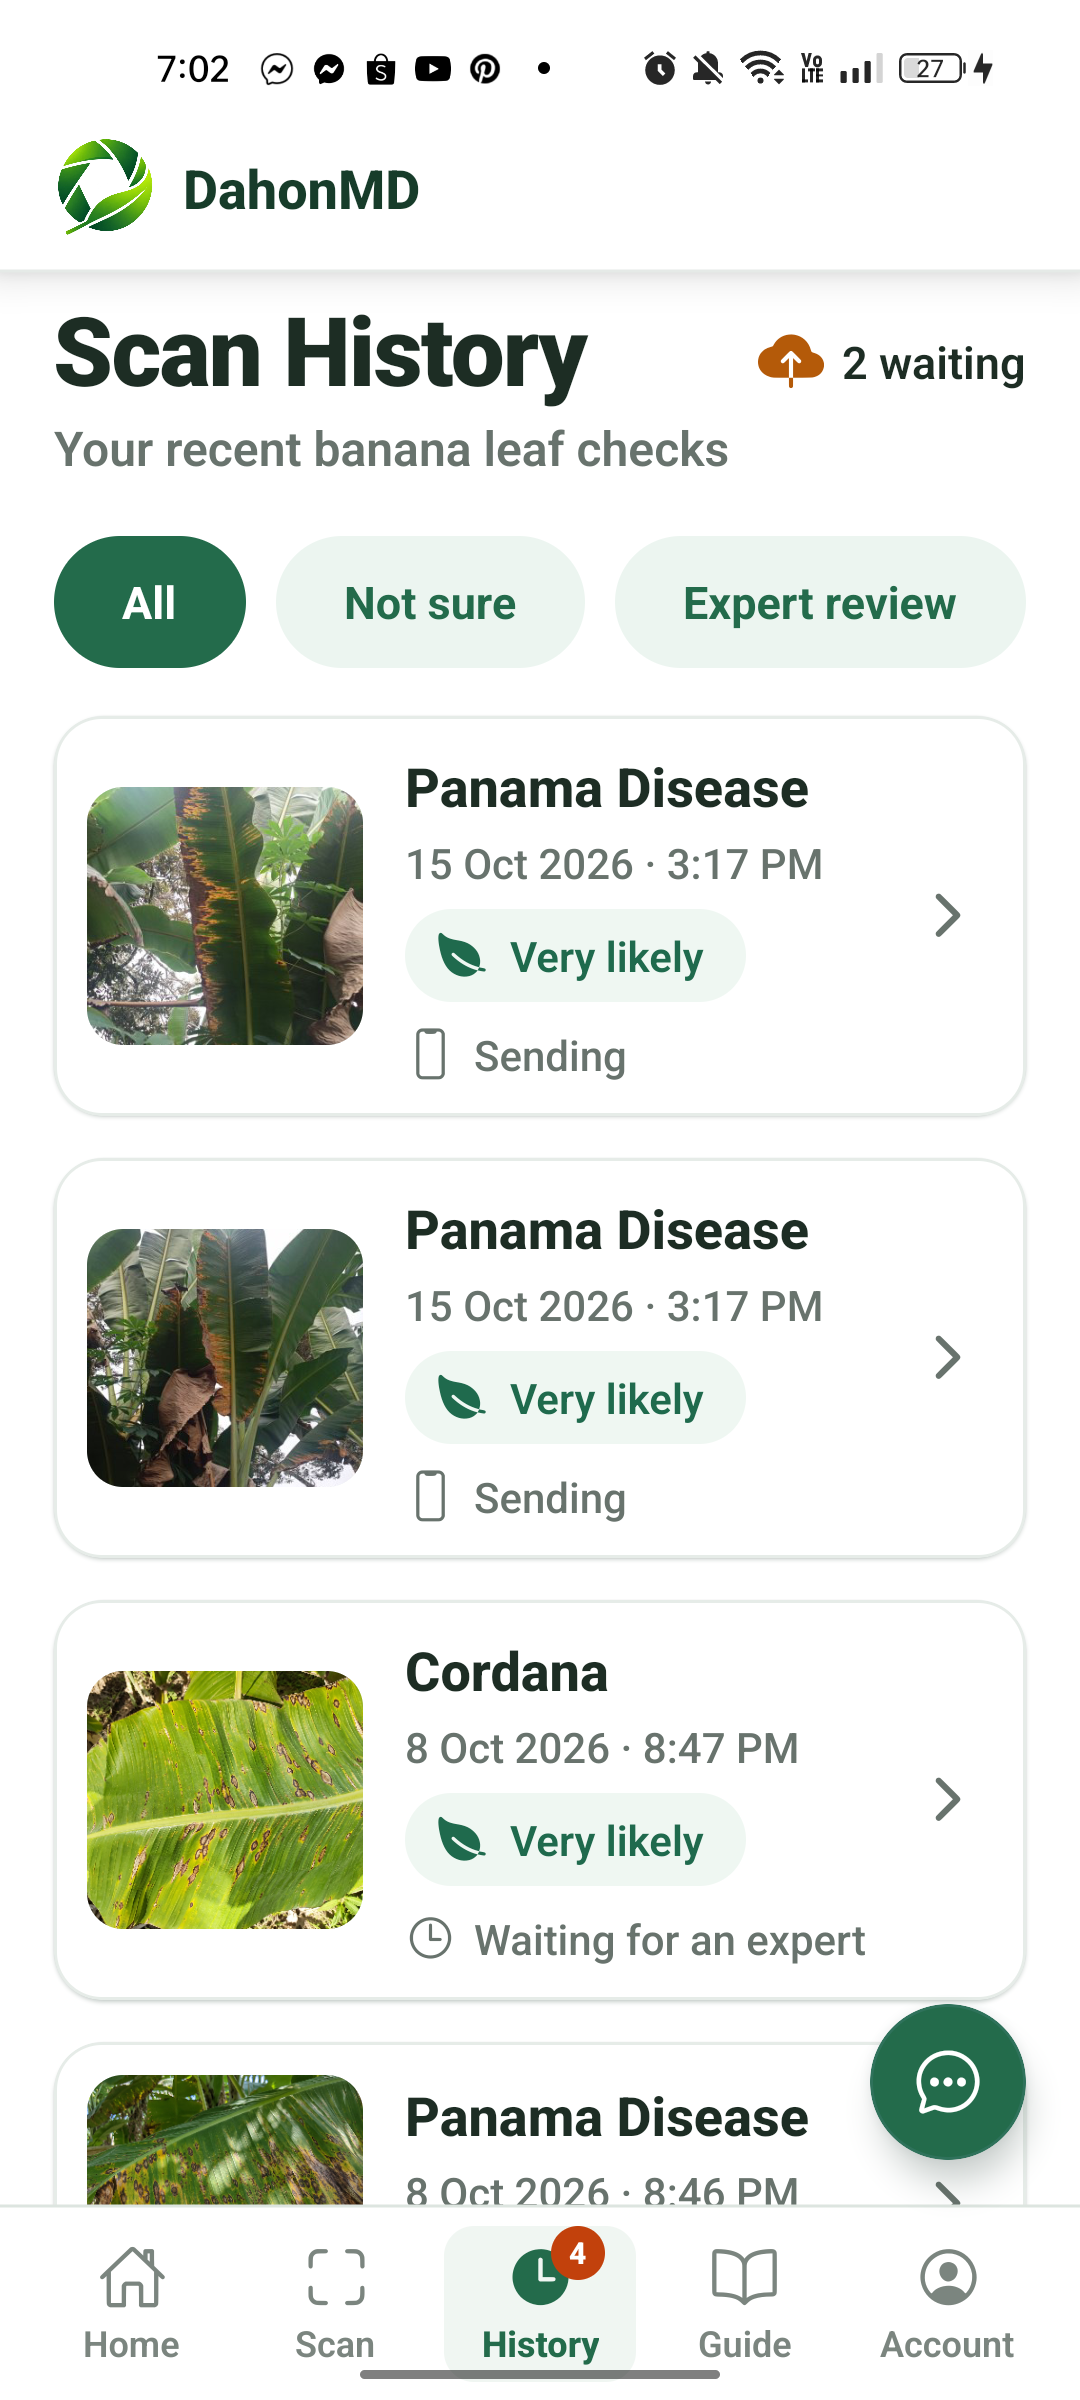 7:02
Vo LTE
27
DahonMD
Scan History
2 waiting
Your recent banana leaf checks
All
Not sure
Expert review
Panama Disease
15 Oct 2026 · 3:17 PM
Very likely
Sending
Panama Disease
15 Oct 2026 · 3:17 PM
Very likely
Sending
Cordana
8 Oct 2026 · 8:47 PM
Very likely
Waiting for an expert
Panama Disease
8 Oct 2026 · 8:46 PM
4
Home
Scan
History
Guide
Account